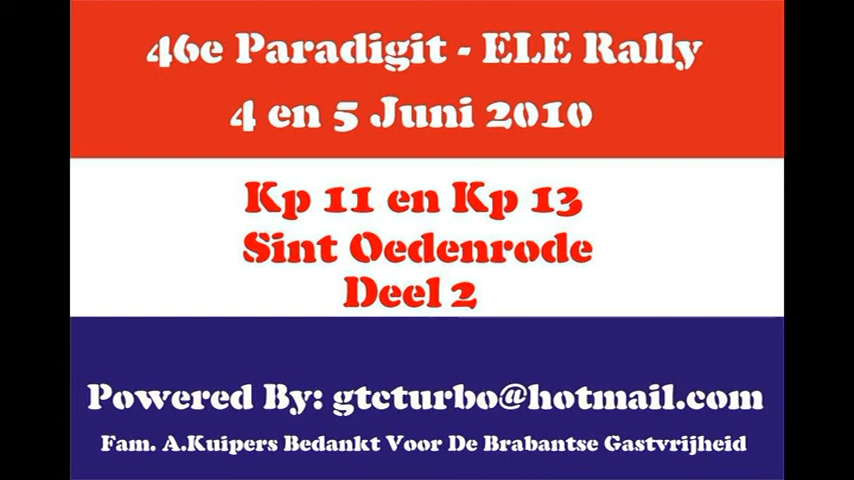 46e Paradigit - ELE Rally
4 en 5 Juni 2010
Kp 11 en Kp 13
Sint Oedenrode
Deel 2
Powered By: gtcturbo@hotmail.com
Fam. A.Kuipers Bedankt Voor De Brabantse Gastvrijheid